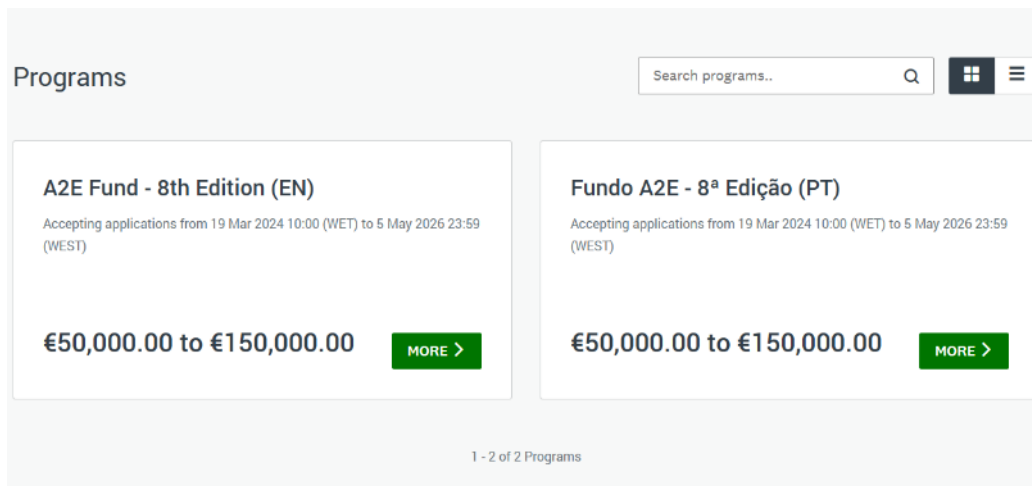 Programs
Search programs..
A2E Fund - 8th Edition (EN)
Accepting applications from 19 Mar 2024 10:00 (WET) to 5 May 2026 23:59
(WEST)
€50,000.00 to €150,000.00
MORE
Fundo A2E - 8ª Edição (PT)
Accepting applications from 19 Mar 2024 10:00 (WET) to 5 May 2026 23:59
(WEST)
€50,000.00 to €150,000.00
MORE
1 - 2 of 2 Programs